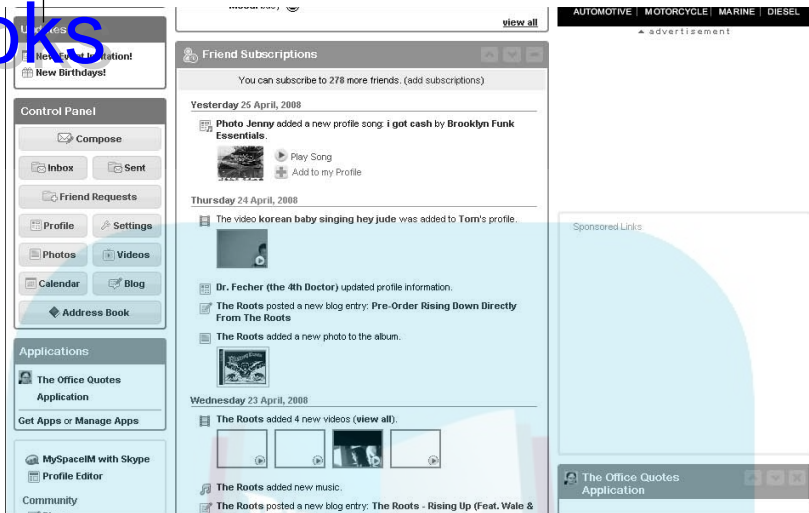 view all
AUTOMOTIVE | MOTORCYCLE | MARINE | DIESEL
advertisement
Updates
oks
New Event Invitation!
New Birthdays!
Control Panel
Compose
Inbox
Sent
Friend Requests
Profile
Settings
Photos
Videos
Calendar
Blog
Address Book
Applications
The Office Quotes
Application
Get Apps or Manage Apps
MySpaceIM with Skype
Profile Editor
Community
Friend Subscriptions
You can subscribe to 278 more friends. (add subscriptions)
Yesterday 25 April, 2008
Photo Jenny added a new profile song: i got cash by Brooklyn Funk
Essentials.
Play Song
Add to my Profile
Thursday 24 April, 2008
The video korean baby singing hey jude was added to Tom's profile.
Dr. Fecher (the 4th Doctor) updated profile information.
The Roots posted a new blog entry: Pre-Order Rising Down Directly
From The Roots
The Roots added a new photo to the album.
Wednesday 23 April, 2008
The Roots added 4 new videos (view all).
The Roots added new music.
The Roots posted a new blog entry: The Roots - Rising Up (Feat. Wale &
Sponsored Links
The Office Quotes
Application